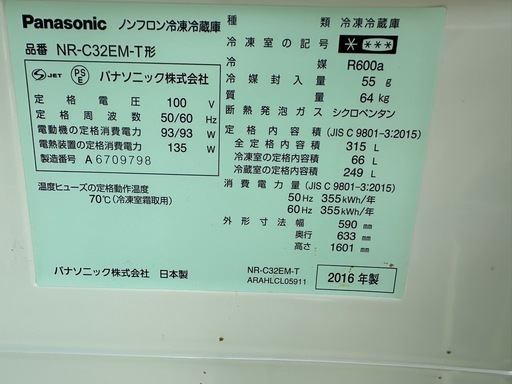 Panasonic ノンフロン冷凍冷蔵庫
品番 NR-C32EM-T形
S JET PSE パナソニック株式会社
定格電圧 100 V
定格周波数 50/60 Hz
電動機の定格消費電力 93/93 W
電熱装置の定格消費電力 135 W
製造番号 A 6709798
温度ヒューズの定格動作温度
70℃(冷凍室霜取用)
パナソニック株式会社 日本製
種類 冷凍冷蔵庫
冷凍室の記号 * ***
冷媒 R600a
冷媒封入量 55 g
質量 64 kg
断熱発泡ガス シクロペンタン
定格内容積 (JIS C 9801-3:2015)
全定格内容積 315 L
冷凍室の定格内容積 66 L
冷蔵室の定格内容積 249 L
消費電力量 (JIS C 9801-3:2015)
50 Hz 355 kWh/年
60 Hz 355 kWh/年
外形寸法 幅 590 mm
奥行 633 mm
高さ 1601 mm
NR-C32EM-T
ARAHLCL05911
2016 年製